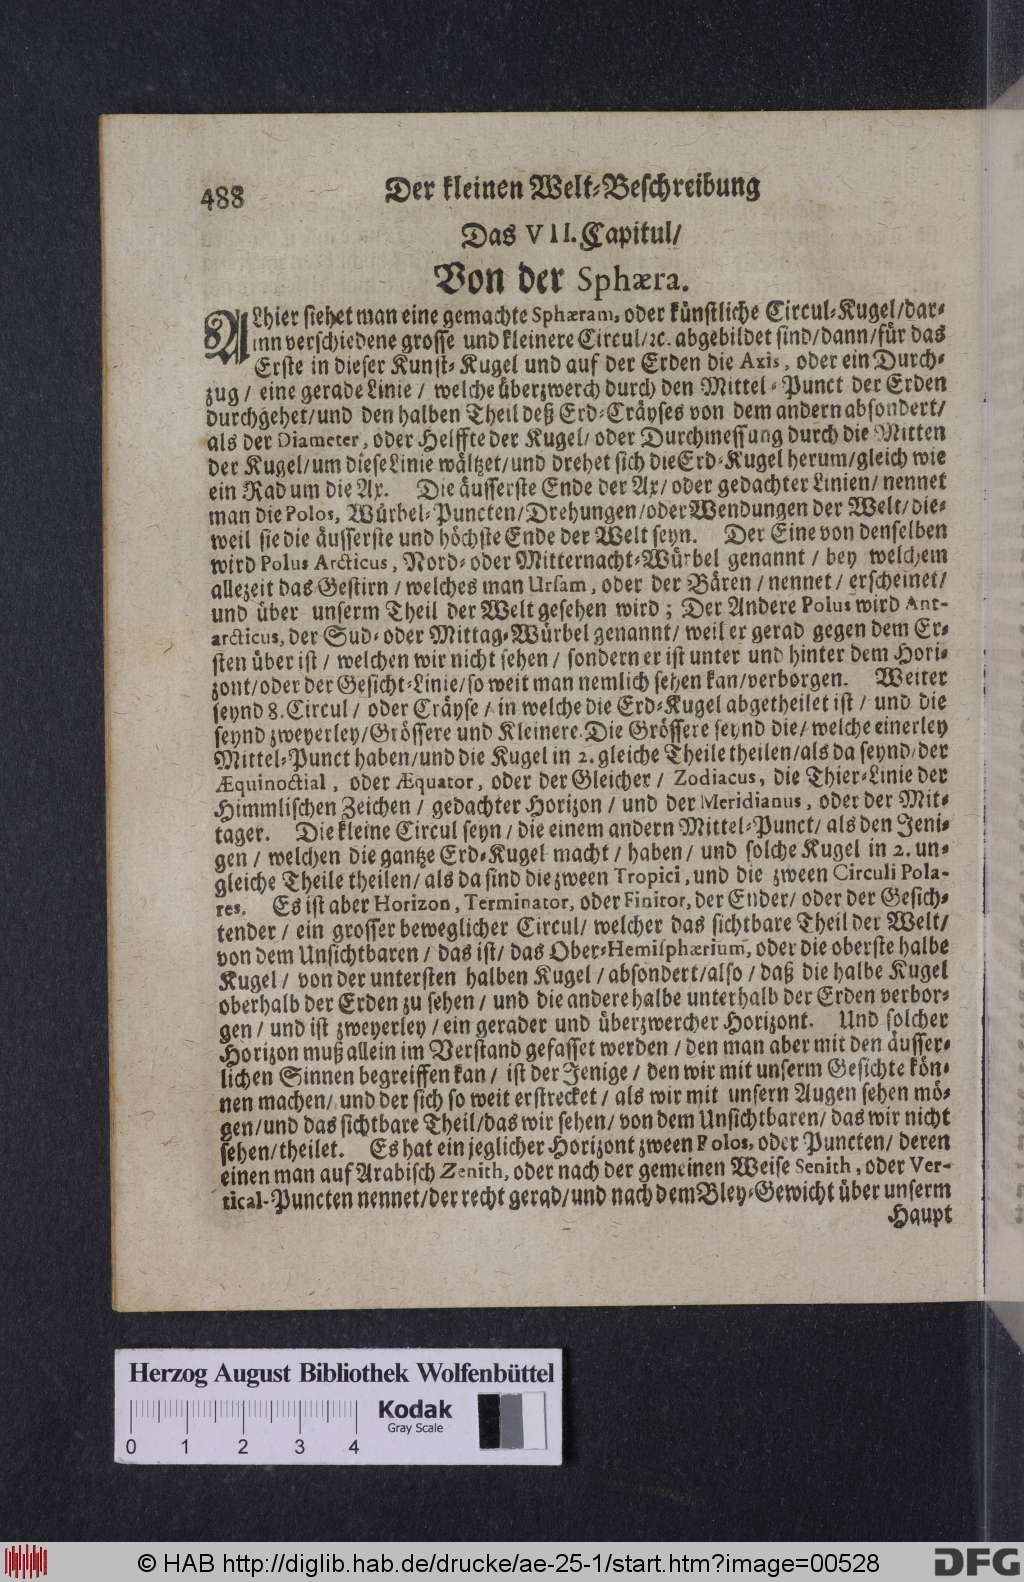 488
Der kleinen Welt-Beschreibung
Das VII. Capitul/
Von der Sphæra.
ALhier siehet man eine gemachte Sphæram, oder künstliche Circul-Kugel/dar-
inn verschiedene grosse und kleinere Circul/ꝛc. abgebildet sind/dann/für das
Erste in dieser Kunst-Kugel und auf der Erden die Axis, oder ein Durch-
zug / eine gerade Linie / welche überzwerch durch den Mittel-Punct der Erden
durchgehet/und den halben Theil deß Erd-Cräyses von dem andern absondert/
als der Diameter, oder Helffte der Kugel/ oder Durchmessung durch die Mitten
der Kugel/um diese Linie wältzet/und drehet sich die Erd-Kugel herum/gleich wie
ein Rad um die Ax. Die äusserste Ende der Ax/ oder gedachter Linien/ nennet
man die Polos, Würbel-Puncten/Drehungen/oder Wendungen der Welt/die-
weil sie die äusserste und höchste Ende der Welt seyn. Der Eine von denselben
wird Polus Arcticus, Nord- oder Mitternacht-Würbel genannt / bey welchem
allezeit das Gestirn / welches man Ursam, oder der Bären / nennet / erscheinet/
und über unserm Theil der Welt gesehen wird ; Der Andere Polus wird Ant-
arcticus, der Sud- oder Mittag-Würbel genannt/ weil er gerad gegen dem Er-
sten über ist / welchen wir nicht sehen / sondern er ist unter und hinter dem Hori-
zont/oder der Gesicht-Linie/so weit man nemlich sehen kan/verborgen. Weiter
seynd 8. Circul / oder Cräyse / in welche die Erd-Kugel abgetheilet ist / und die
seynd zweyerley/Grössere und Kleinere. Die Grössere seynd die/ welche einerley
Mittel-Punct haben/und die Kugel in 2. gleiche Theile theilen/als da seynd/der
Æquinoctial, oder Æquator, oder der Gleicher / Zodiacus, die Thier-Linie der
Himmlischen Zeichen / gedachter Horizon / und der Meridianus, oder der Mit-
tager. Die kleine Circul seyn / die einem andern Mittel-Punct/ als den Jeni-
gen / welchen die gantze Erd-Kugel macht / haben/ und solche Kugel in 2. un-
gleiche Theile theilen/ als da sind die zween Tropici, und die zween Circuli Pola-
res. Es ist aber Horizon, Terminator, oder Finitor, der Ender/ oder der Gesich-
tender / ein grosser beweglicher Circul/ welcher das sichtbare Theil der Welt/
von dem Unsichtbaren / das ist/ das Ober-Hemisphærium, oder die oberste halbe
Kugel / von der untersten halben Kugel / absondert/also / daß die halbe Kugel
oberhalb der Erden zu sehen / und die andere halbe unterhalb der Erden verbor-
gen / und ist zweyerley / ein gerader und überzwercher Horizont. Und solcher
Horizon muß allein im Verstand gefasset werden / den man aber mit den äusser-
lichen Sinnen begreiffen kan / ist der Jenige / den wir mit unserm Gesichte kön-
nen machen/ und der sich so weit erstrecket / als wir mit unsern Augen sehen mö-
gen/und das sichtbare Theil/das wir sehen/ von dem Unsichtbaren/ das wir nicht
sehen/theilet. Es hat ein jeglicher Horizont zween Polos, oder Puncten/ deren
einen man auf Arabisch Zenith, oder nach der gemeinen Weise Senith, oder Ver-
tical-Puncten nennet/der recht gerad/und nach dem Bley-Gewicht über unserm
Haupt
Herzog August Bibliothek Wolfenbüttel
Kodak
Gray Scale
0 1 2 3 4
© HAB http://diglib.hab.de/drucke/ae-25-1/start.htm?image=00528
DFG